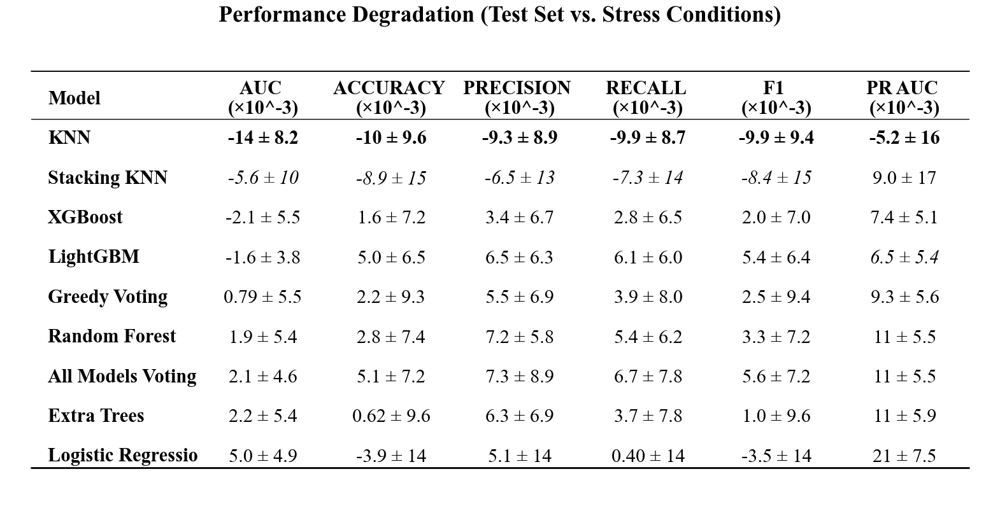 Performance Degradation (Test Set vs. Stress Conditions)
Model AUC (×10^-3) ACCURACY (×10^-3) PRECISION (×10^-3) RECALL (×10^-3) F1 (×10^-3) PR AUC (×10^-3)
KNN -14 ± 8.2 -10 ± 9.6 -9.3 ± 8.9 -9.9 ± 8.7 -9.9 ± 9.4 -5.2 ± 16
Stacking KNN -5.6 ± 10 -8.9 ± 15 -6.5 ± 13 -7.3 ± 14 -8.4 ± 15 9.0 ± 17
XGBoost -2.1 ± 5.5 1.6 ± 7.2 3.4 ± 6.7 2.8 ± 6.5 2.0 ± 7.0 7.4 ± 5.1
LightGBM -1.6 ± 3.8 5.0 ± 6.5 6.5 ± 6.3 6.1 ± 6.0 5.4 ± 6.4 6.5 ± 5.4
Greedy Voting 0.79 ± 5.5 2.2 ± 9.3 5.5 ± 6.9 3.9 ± 8.0 2.5 ± 9.4 9.3 ± 5.6
Random Forest 1.9 ± 5.4 2.8 ± 7.4 7.2 ± 5.8 5.4 ± 6.2 3.3 ± 7.2 11 ± 5.5
All Models Voting 2.1 ± 4.6 5.1 ± 7.2 7.3 ± 8.9 6.7 ± 7.8 5.6 ± 7.2 11 ± 5.5
Extra Trees 2.2 ± 5.4 0.62 ± 9.6 6.3 ± 6.9 3.7 ± 7.8 1.0 ± 9.6 11 ± 5.9
Logistic Regressio 5.0 ± 4.9 -3.9 ± 14 5.1 ± 14 0.40 ± 14 -3.5 ± 14 21 ± 7.5